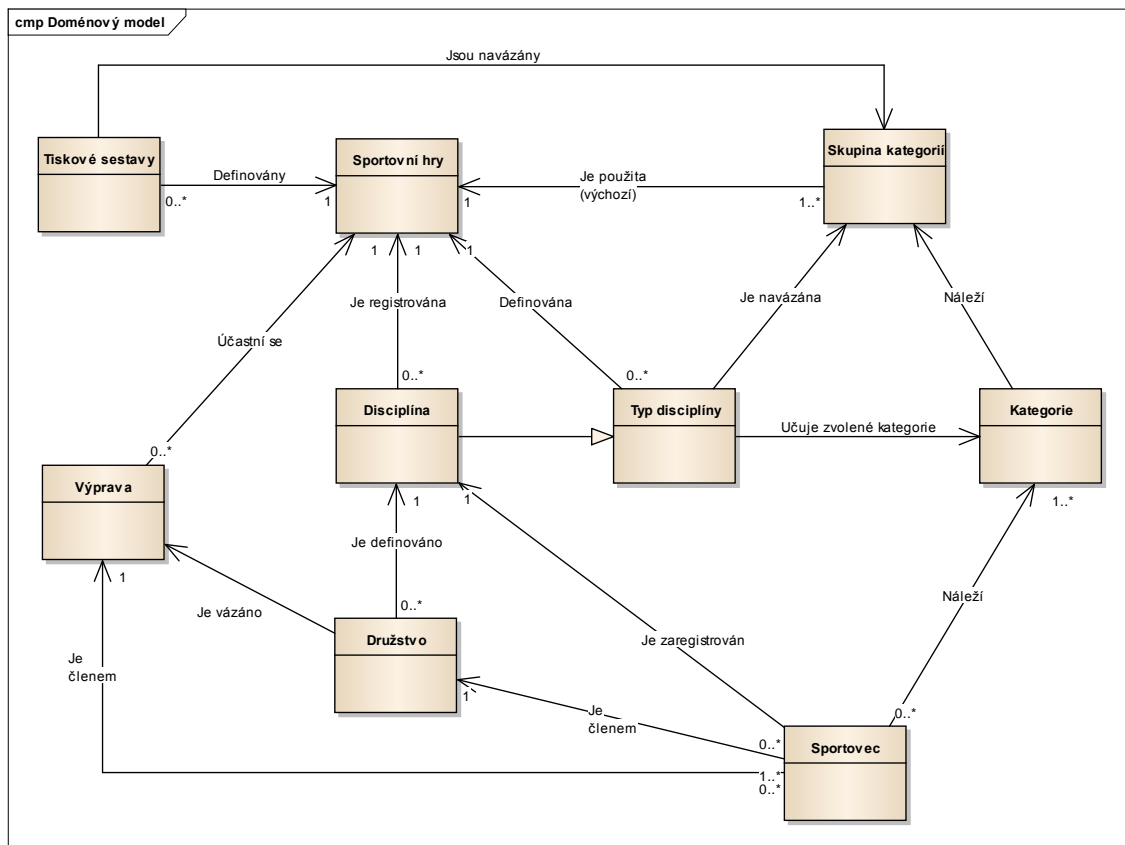 cmp Doménový model
Jsou navázány
Tiskové sestavy
Sportovní hry
Skupina kategorií
Definovány
0..*
1
Je použita
(výchozí)
1
1..*
1
1
1
Je registrována
Definována
Je navázána
Náleží
Účastní se
0..*
0..*
Disciplína
Typ disciplíny
Kategorie
Učuje zvolené kategorie
0..*
Výprava
1
1
1..*
Je definováno
1
Je vázáno
0..*
Náleží
Družstvo
Je zaregistrován
Je
členem
1
Je
členem
0..*
0..*
Sportovec
1..*
0..*